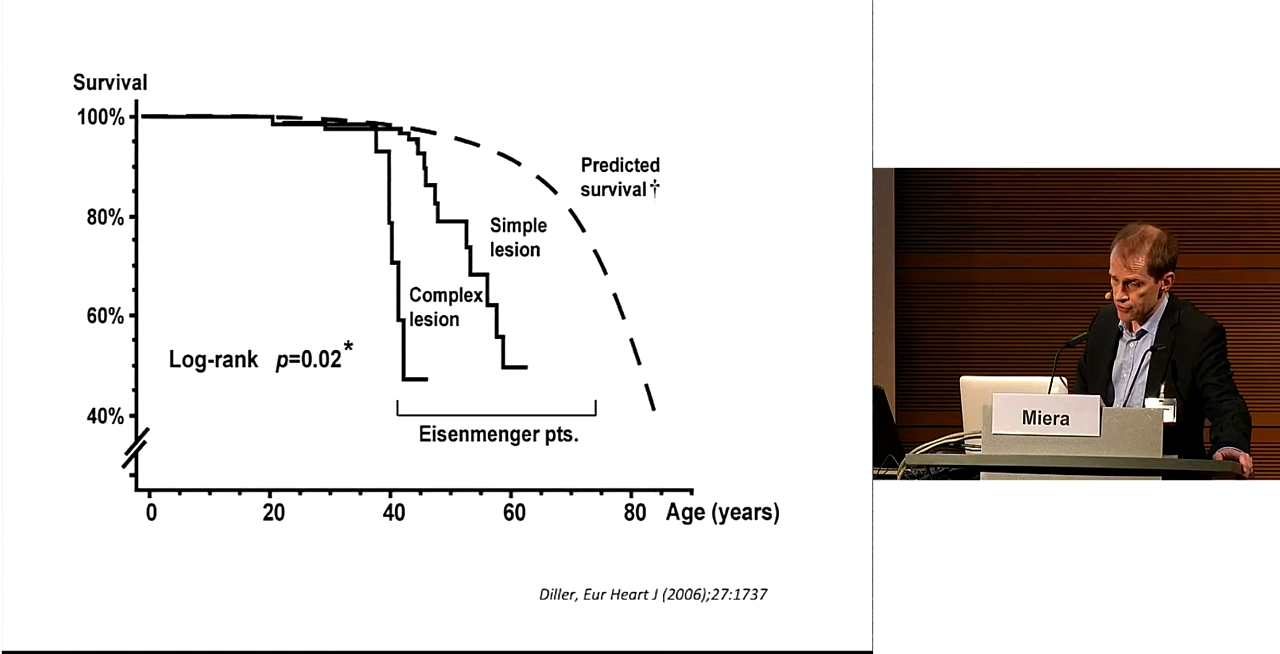 Survival
100%
80%
60%
40%
Predicted
survival†
Simple
lesion
Complex
lesion
Log-rank p=0.02*
Eisenmenger pts.
0 20 40 60 80 Age (years)
Diller, Eur Heart J (2006);27:1737
Miera